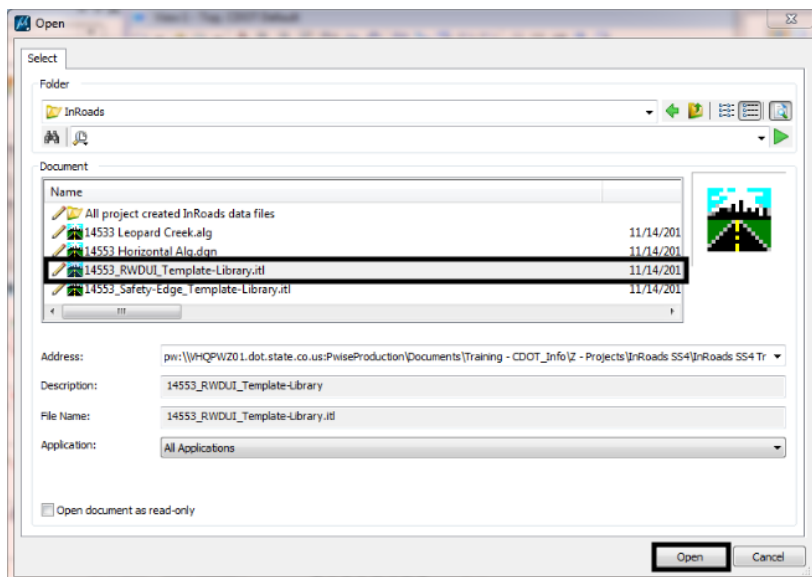 Open
View 2 - Top, CDOT Default
Select
Folder
InRoads
Document
Name
All project created InRoads data files
14533 Leopard Creek.alg 11/14/201
14553 Horizontal Alg.dgn 11/14/201
14553_RWDUI_Template-Library.itl 11/14/201
14553_Safety-Edge_Template-Library.itl 11/14/201
Address: pw:\\VHQPWZ01.dot.state.co.us:PwiseProduction\Documents\Training - CDOT_Info\Z - Projects\InRoads SS4\InRoads SS4 Tr
Description: 14553_RWDUI_Template-Library
File Name: 14553_RWDUI_Template-Library.itl
Application: All Applications
Open document as read-only
Open Cancel